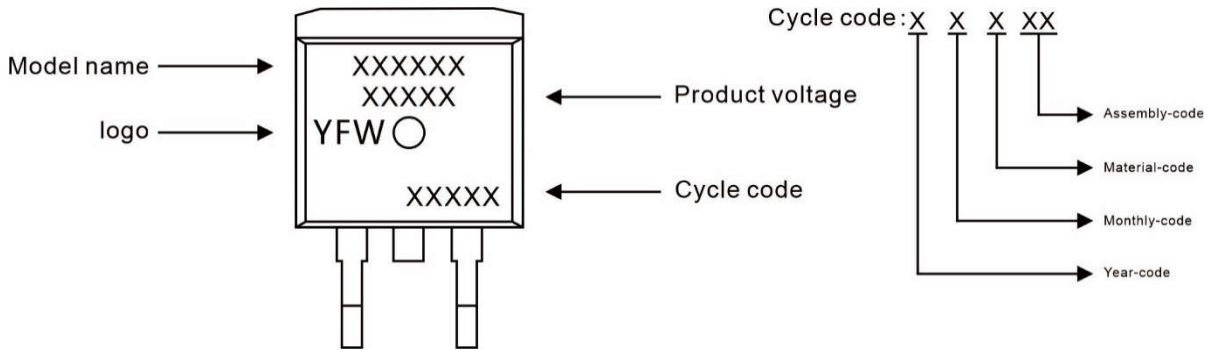 Model name
logo
XXXXXX
XXXXX
YFW
XXXXX
Product voltage
Cycle code
Cycle code: X X X XX
Assembly-code
Material-code
Monthly-code
Year-code